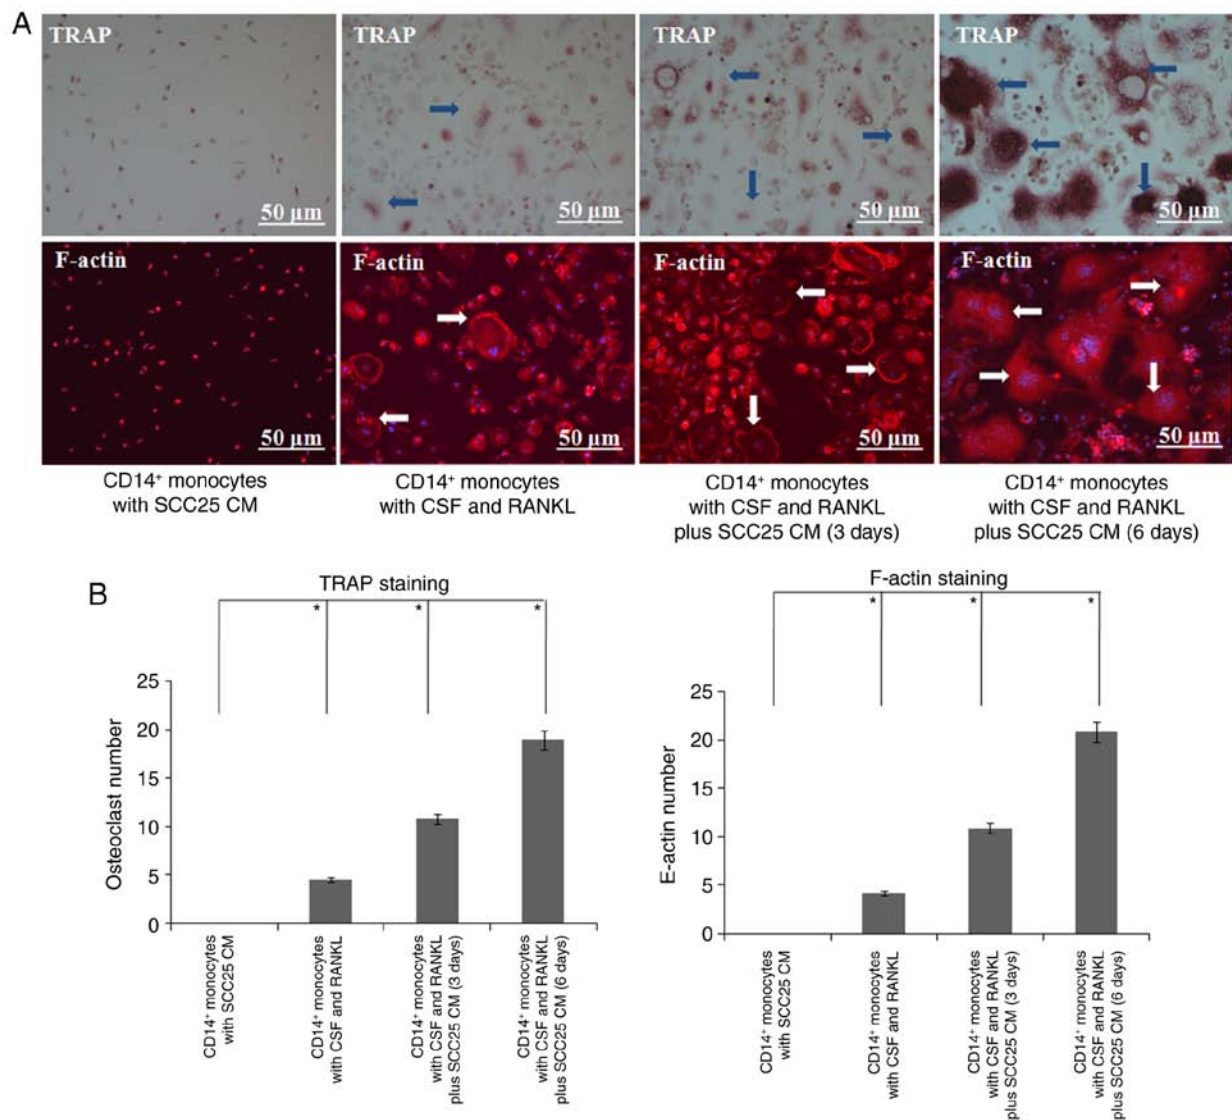 A
TRAP
50 µm
TRAP
50 µm
TRAP
50 µm
TRAP
50 µm
F-actin
50 µm
F-actin
50 µm
F-actin
50 µm
F-actin
50 µm
CD14⁺ monocytes
with SCC25 CM
CD14⁺ monocytes
with CSF and RANKL
CD14⁺ monocytes
with CSF and RANKL
plus SCC25 CM (3 days)
CD14⁺ monocytes
with CSF and RANKL
plus SCC25 CM (6 days)
B
TRAP staining
* * *
Osteoclast number
25
20
15
10
5
0
CD14⁺ monocytes
with SCC25 CM
CD14⁺ monocytes
with CSF and RANKL
CD14⁺ monocytes
with CSF and RANKL
plus SCC25 CM (3 days)
CD14⁺ monocytes
with CSF and RANKL
plus SCC25 CM (6 days)
F-actin staining
* * *
E-actin number
25
20
15
10
5
0
CD14⁺ monocytes
with SCC25 CM
CD14⁺ monocytes
with CSF and RANKL
CD14⁺ monocytes
with CSF and RANKL
plus SCC25 CM (3 days)
CD14⁺ monocytes
with CSF and RANKL
plus SCC25 CM (6 days)